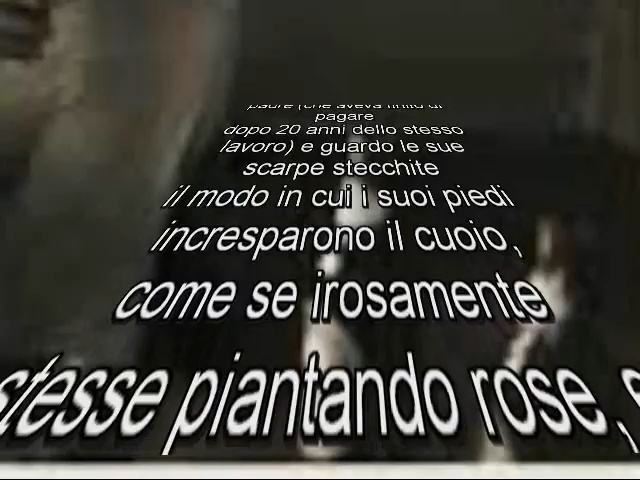 pagare
dopo 20 anni dello stesso
lavoro) e guardo le sue
scarpe stecchite
il modo in cui i suoi piedi
incresparono il cuoio,
come se irosamente
stesse piantando rose,